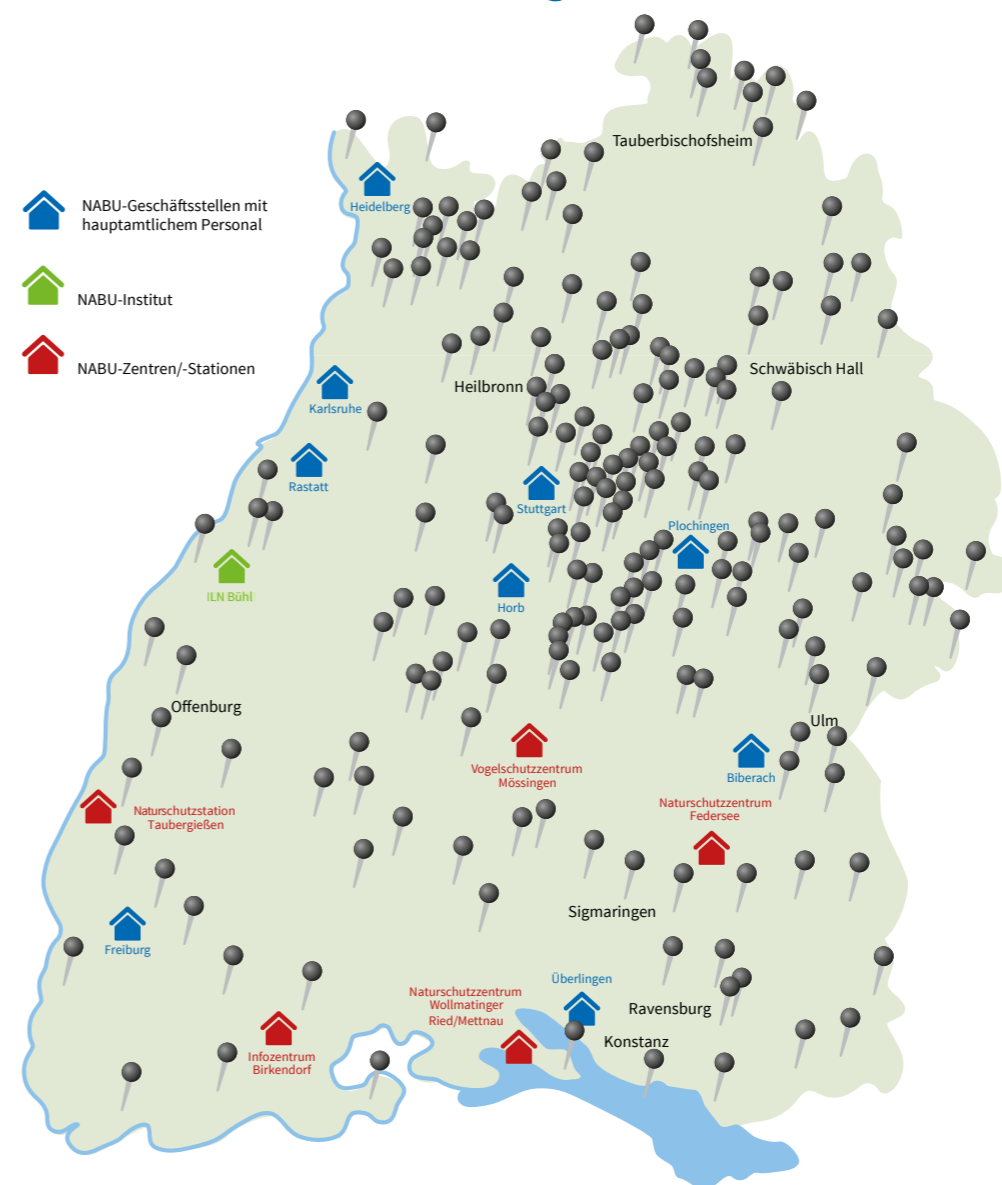 Tauberbischofsheim
Heidelberg
NABU-Geschäftsstellen mit
hauptamtlichem Personal
NABU-Institut
NABU-Zentren/-Stationen
Schwäbisch Hall
Heilbronn
Karlsruhe
Rastatt
Stuttgart
Plochingen
ILN Bühl
Horb
Offenburg
Ulm
Vogelschutzzentrum
Mössingen
Biberach
Naturschutzzentrum
Federsee
Naturschutzstation
Taubergießen
Sigmaringen
Freiburg
Überlingen
Naturschutzzentrum
Wollmatinger
Ried/Mettnau
Ravensburg
Konstanz
Infozentrum
Birkendorf